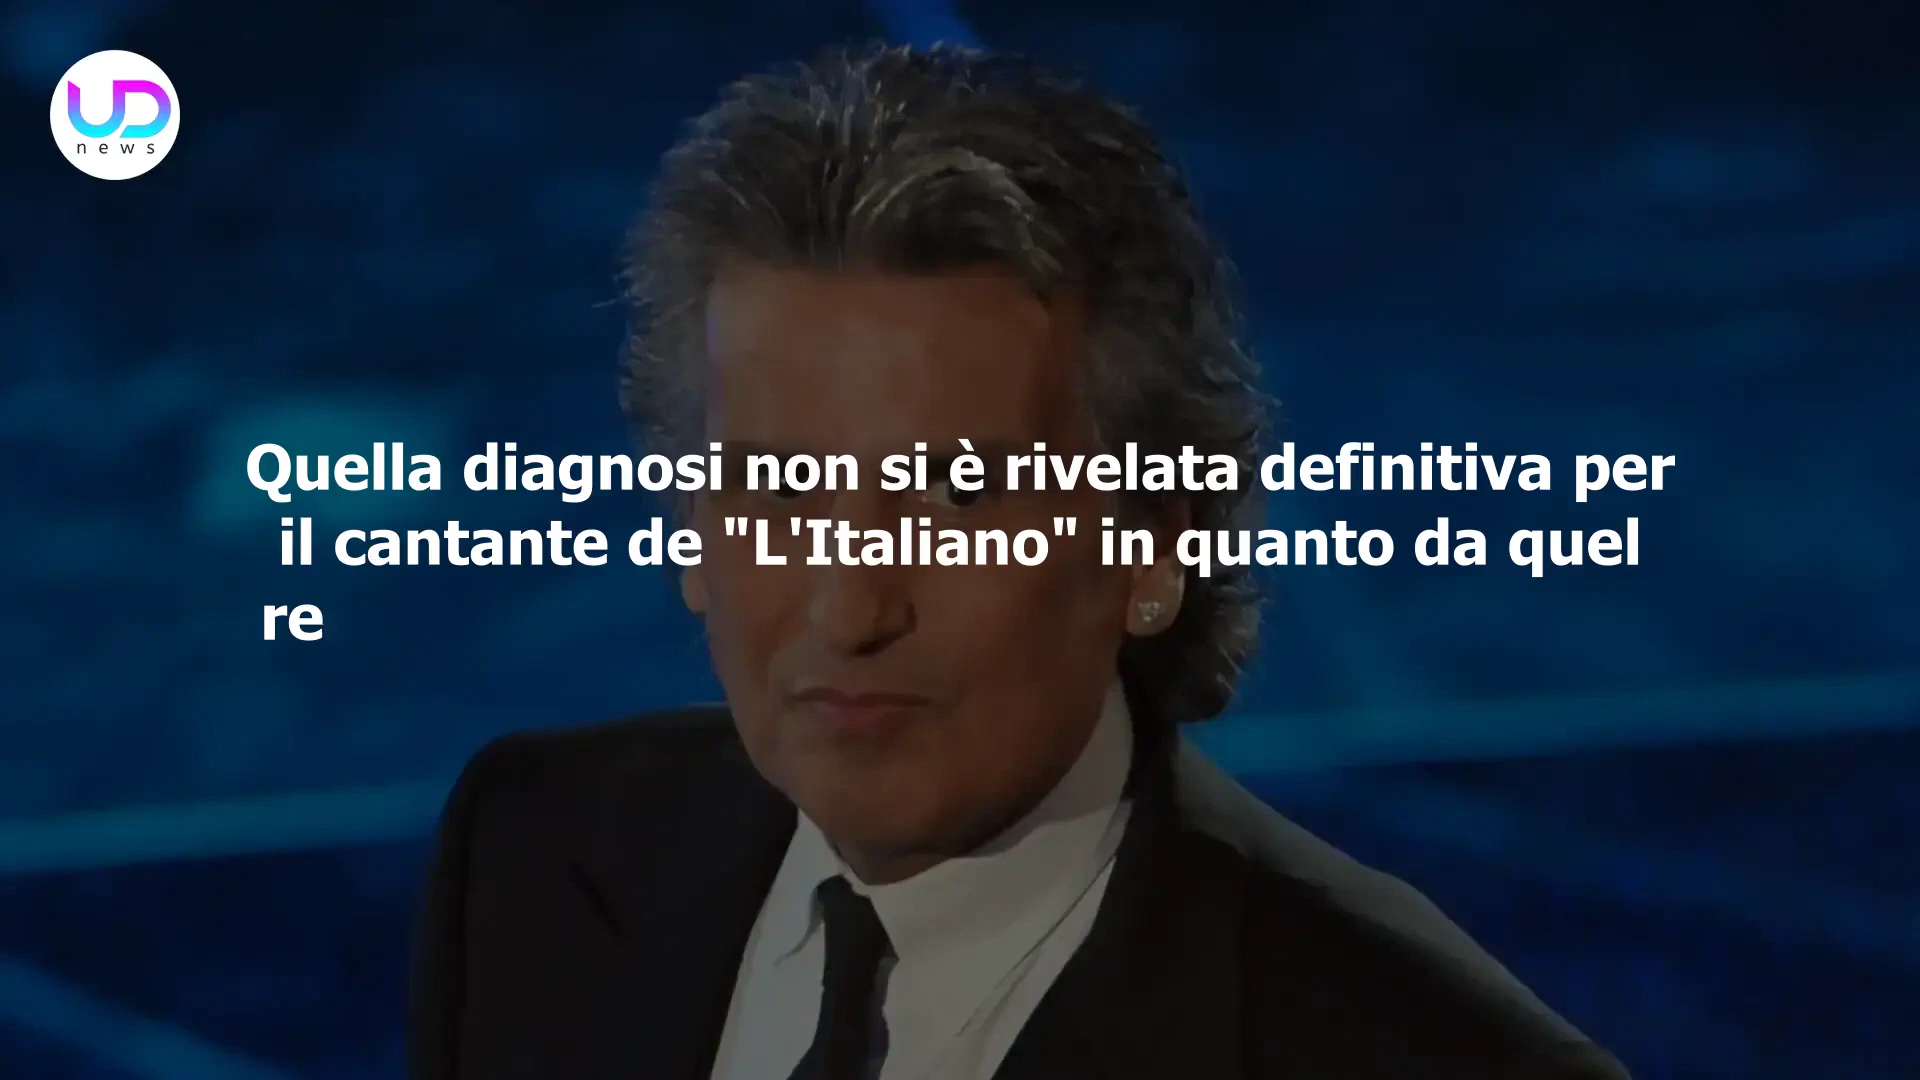 UD
news
Quella diagnosi non si è rivelata definitiva per
il cantante de "L'Italiano" in quanto da quel
re